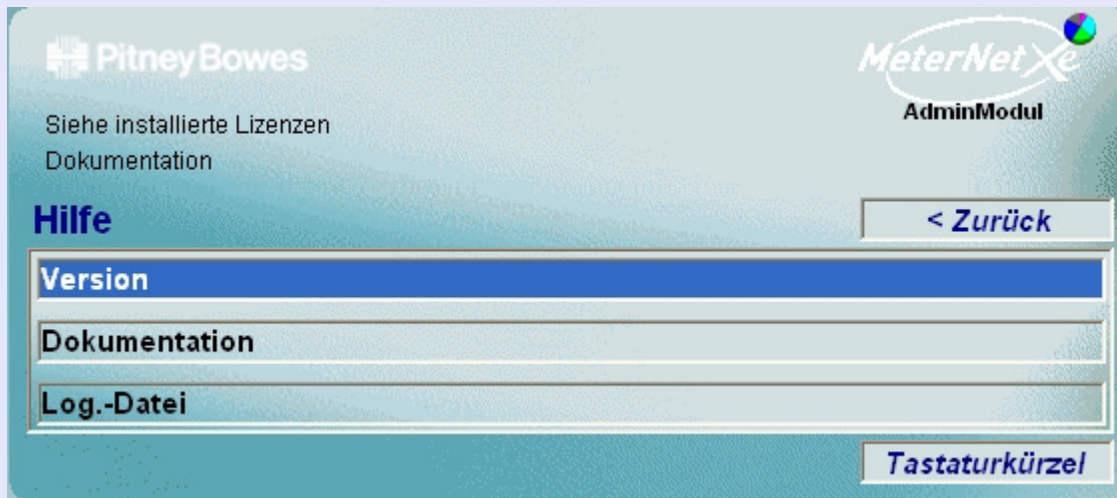 Pitney Bowes
MeterNet Xe
AdminModul
Siehe installierte Lizenzen
Dokumentation
Hilfe
< Zurück
Version
Dokumentation
Log.-Datei
Tastaturkürzel